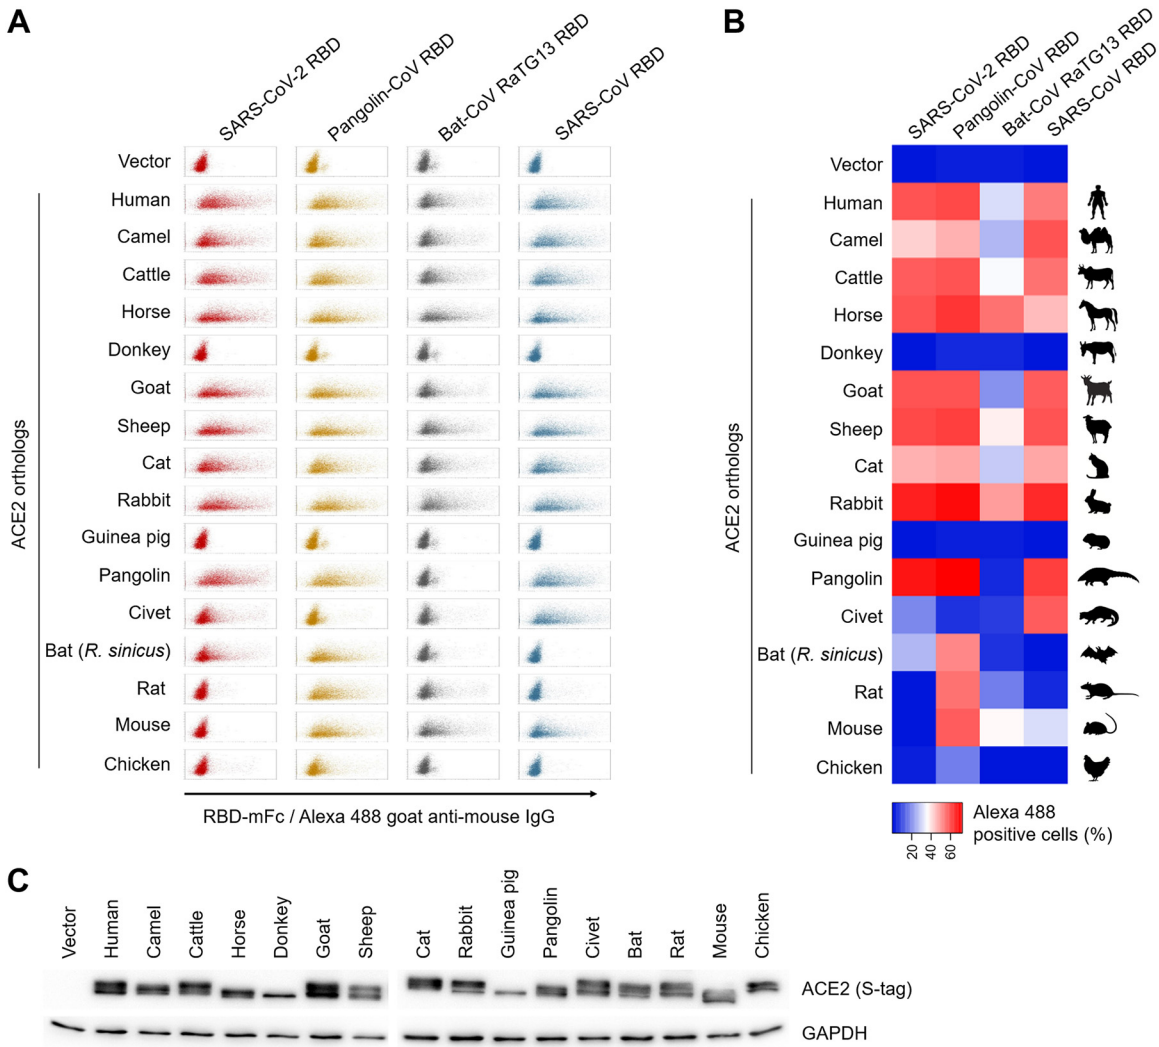 A
SARS-CoV-2 RBD
Pangolin-CoV RBD
Bat-CoV RaTG13 RBD
SARS-CoV RBD
Vector
Human
Camel
Cattle
Horse
Donkey
Goat
Sheep
Cat
Rabbit
Guinea pig
Pangolin
Civet
Bat (R. sinicus)
Rat
Mouse
Chicken
ACE2 orthologs
RBD-mFc / Alexa 488 goat anti-mouse IgG
B
SARS-CoV-2 RBD
Pangolin-CoV RBD
Bat-CoV RaTG13 RBD
SARS-CoV RBD
Vector
Human
Camel
Cattle
Horse
Donkey
Goat
Sheep
Cat
Rabbit
Guinea pig
Pangolin
Civet
Bat (R. sinicus)
Rat
Mouse
Chicken
ACE2 orthologs
Alexa 488
positive cells (%)
20
40
60
C
Vector
Human
Camel
Cattle
Horse
Donkey
Goat
Sheep
Cat
Rabbit
Guinea pig
Pangolin
Civet
Bat
Rat
Mouse
Chicken
ACE2 (S-tag)
GAPDH